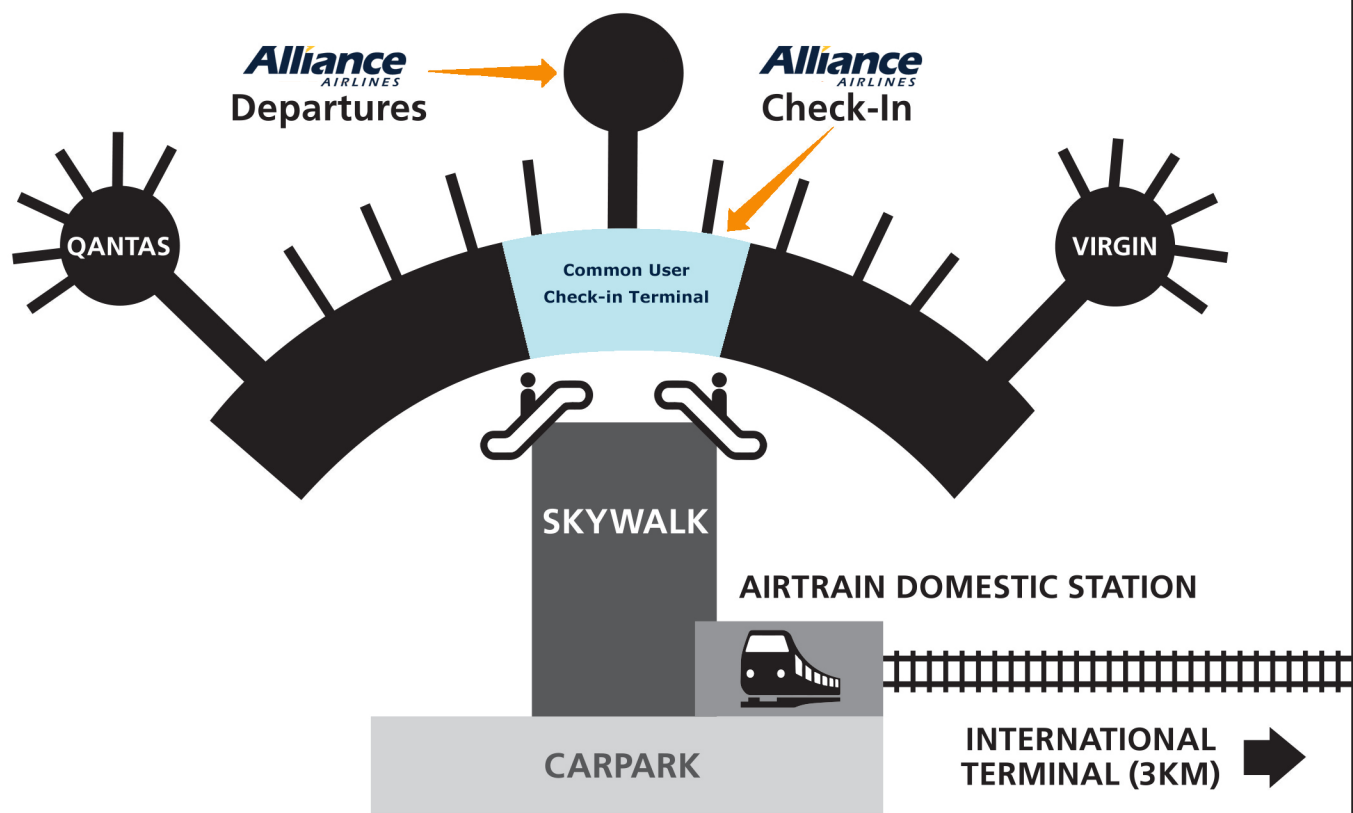 Alliance
AIRLINES
Departures
Alliance
AIRLINES
Check-In
QANTAS
VIRGIN
Common User
Check-in Terminal
SKYWALK
AIRTRAIN DOMESTIC STATION
CARPARK
INTERNATIONAL
TERMINAL (3KM)